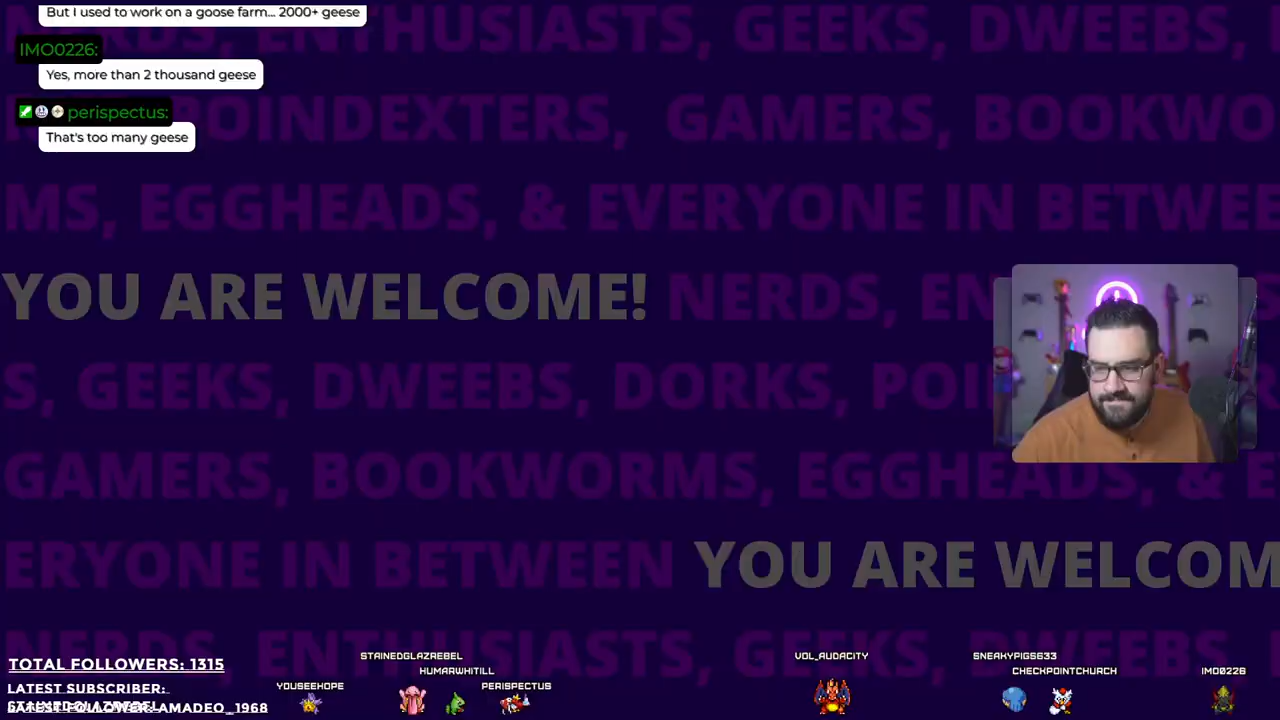 But I used to work on a goose farm... 2000+ geese
IMO0226:
Yes, more than 2 thousand geese
perispectus:
That's too many geese
NERDS, ENTHUSIASTS, GEEKS, DWEEBS,
POINDEXTERS, GAMERS, BOOKWO
MS, EGGHEADS, & EVERYONE IN BETWEE
YOU ARE WELCOME! NERDS, EN
S, GEEKS, DWEEBS, DORKS, POI
GAMERS, BOOKWORMS, EGGHEADS, & E
ERYONE IN BETWEEN YOU ARE WELCOM
NERDS, ENTHUSIASTS, GEEKS, DWEEBS,
TOTAL FOLLOWERS: 1315
LATEST SUBSCRIBER:
STAINEDGLAZREBEL
LATEST FOLLOWER: AMADEO_1968
YOUSEEHOPE
STAINEDGLAZREBEL
HUMARWHITILL
PERISPECTUS
VOL_AUDACITY
SNEAKYPIGS633
CHECKPOINTCHURCH
IMO0226